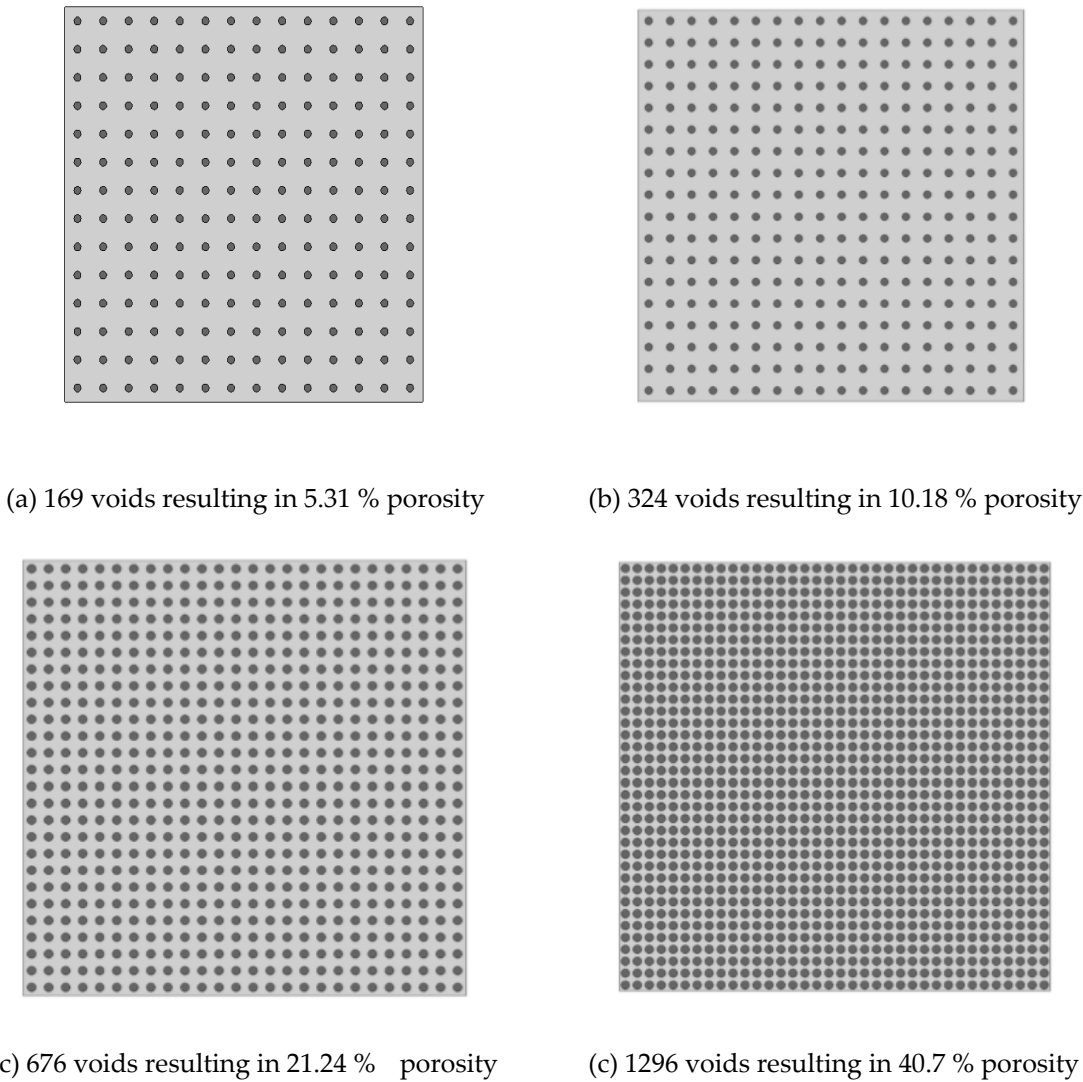 (a) 169 voids resulting in 5.31 % porosity
(b) 324 voids resulting in 10.18 % porosity
c) 676 voids resulting in 21.24 % porosity
(c) 1296 voids resulting in 40.7 % porosity